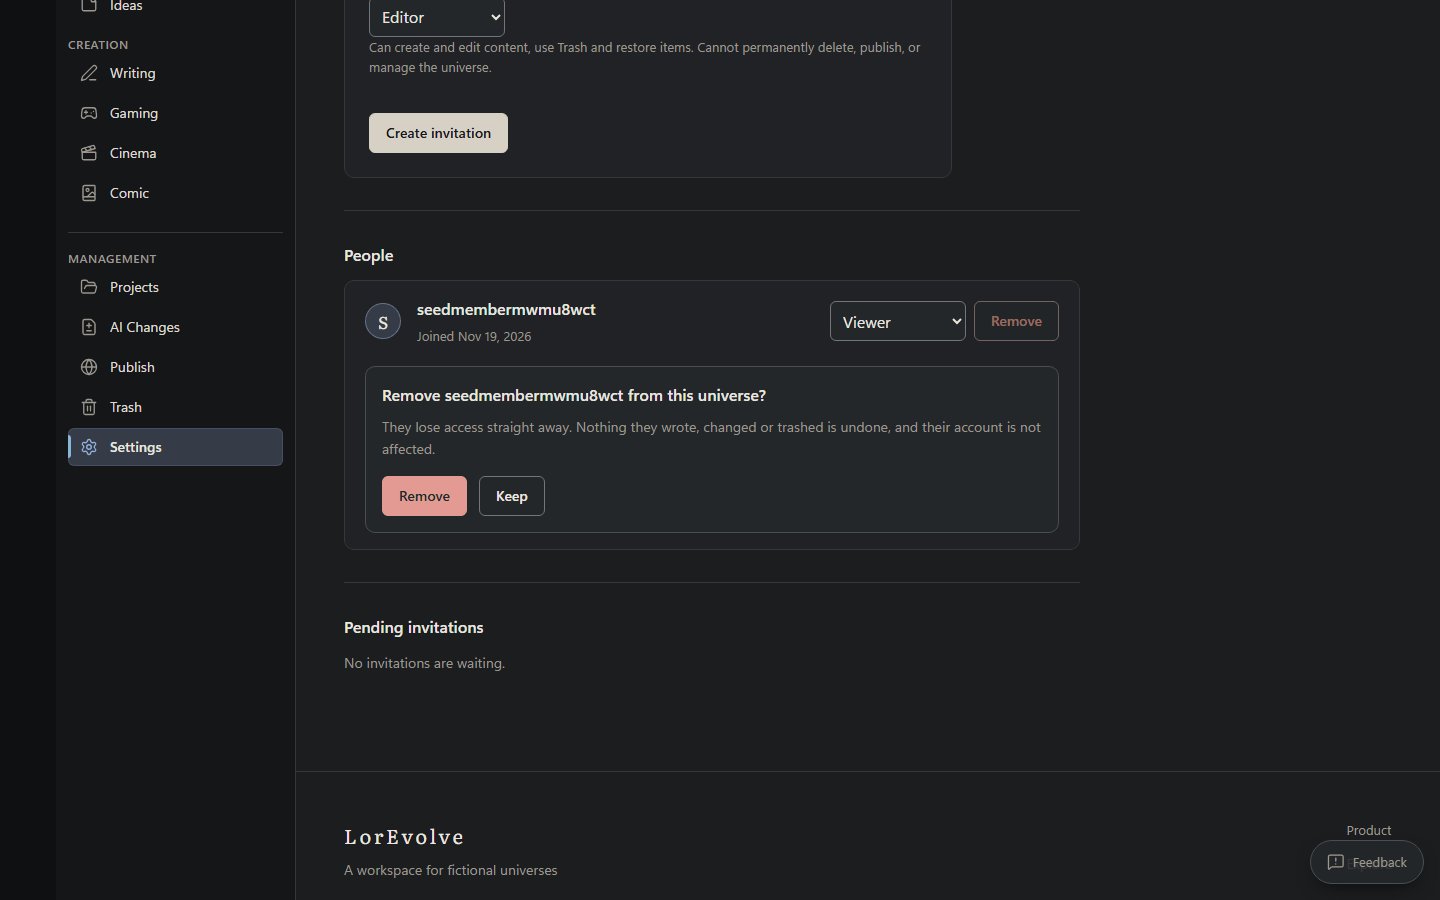 Ideas
CREATION
Writing
Gaming
Cinema
Comic
MANAGEMENT
Projects
AI Changes
Publish
Trash
Settings
Editor
Can create and edit content, use Trash and restore items. Cannot permanently delete, publish, or
manage the universe.
Create invitation
People
S
seedmembermwmu8wct
Joined Nov 19, 2026
Viewer
Remove
Remove seedmembermwmu8wct from this universe?
They lose access straight away. Nothing they wrote, changed or trashed is undone, and their account is not
affected.
Remove
Keep
Pending invitations
No invitations are waiting.
LorEvolve
A workspace for fictional universes
Product
Feedback